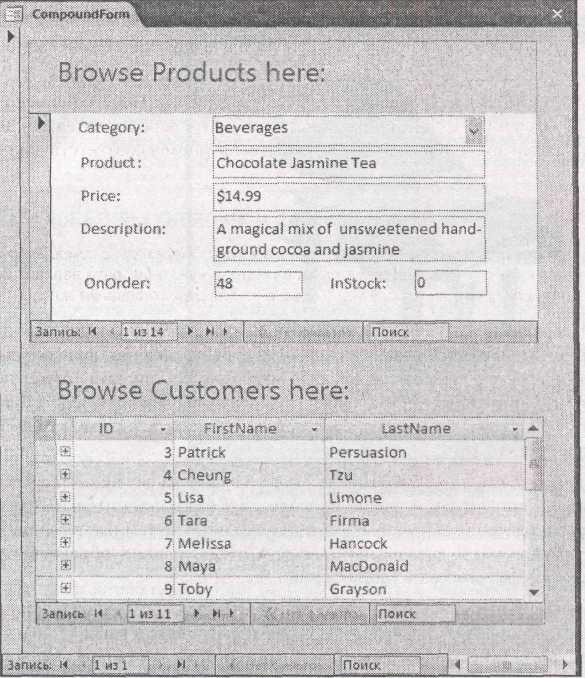 CompoundForm
Browse Products here:
Category: Beverages
Product: Chocolate Jasmine Tea
Price: $14.99
Description: A magical mix of unsweetened hand-
ground cocoa and jasmine
OnOrder: 48 InStock: 0
Запись: 1 из 14 Поиск
Browse Customers here:
ID FirstName LastName
3 Patrick Persuasion
4 Cheung Tzu
5 Lisa Limone
6 Tara Firma
7 Melissa Hancock
8 Maya MacDonald
9 Toby Grayson
Запись: 1 из 11 Поиск
Запись: 1 из 1 Поиск